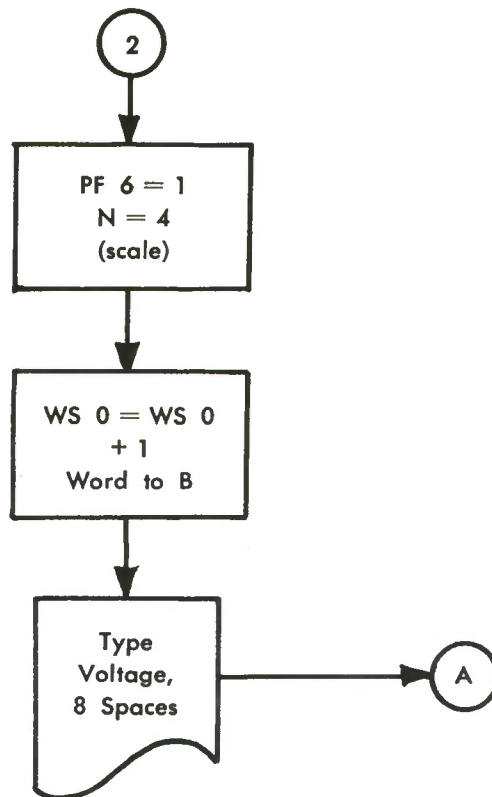 2
PF 6 = 1
N = 4
(scale)
WS 0 = WS 0
+ 1
Word to B
Type
Voltage,
8 Spaces
A